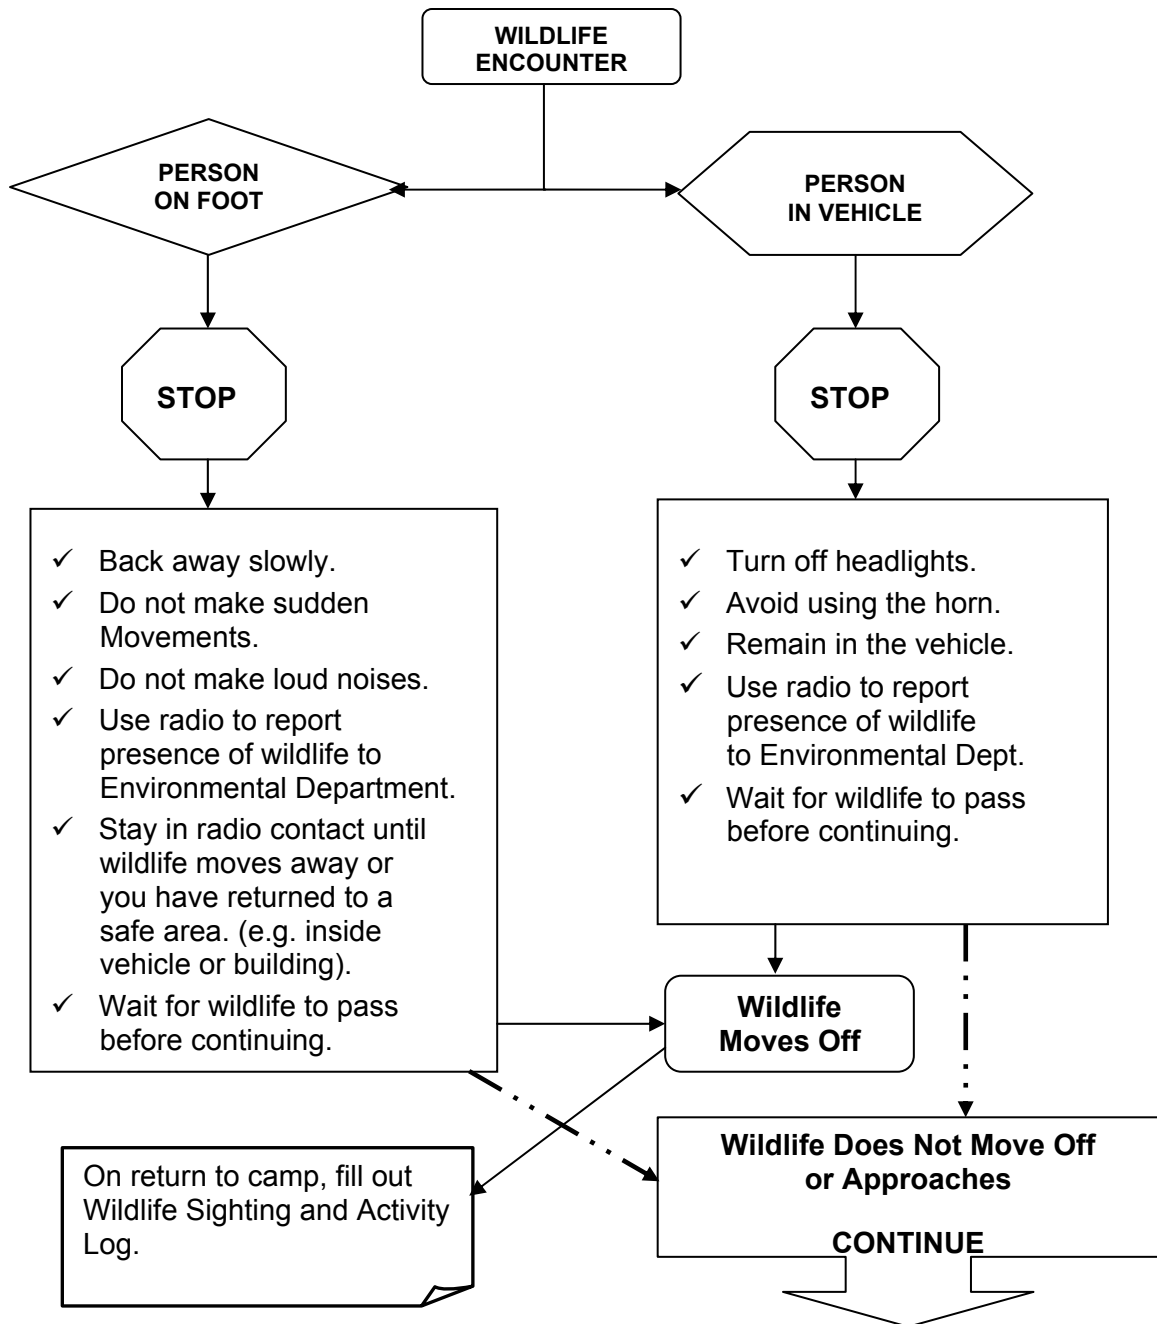 WILDLIFE
ENCOUNTER
PERSON
ON FOOT
PERSON
IN VEHICLE
STOP
STOP
✓ Back away slowly.
✓ Do not make sudden
Movements.
✓ Do not make loud noises.
✓ Use radio to report
presence of wildlife to
Environmental Department.
✓ Stay in radio contact until
wildlife moves away or
you have returned to a
safe area. (e.g. inside
vehicle or building).
✓ Wait for wildlife to pass
before continuing.
✓ Turn off headlights.
✓ Avoid using the horn.
✓ Remain in the vehicle.
✓ Use radio to report
presence of wildlife
to Environmental Dept.
✓ Wait for wildlife to pass
before continuing.
Wildlife
Moves Off
On return to camp, fill out
Wildlife Sighting and Activity
Log.
Wildlife Does Not Move Off
or Approaches
CONTINUE